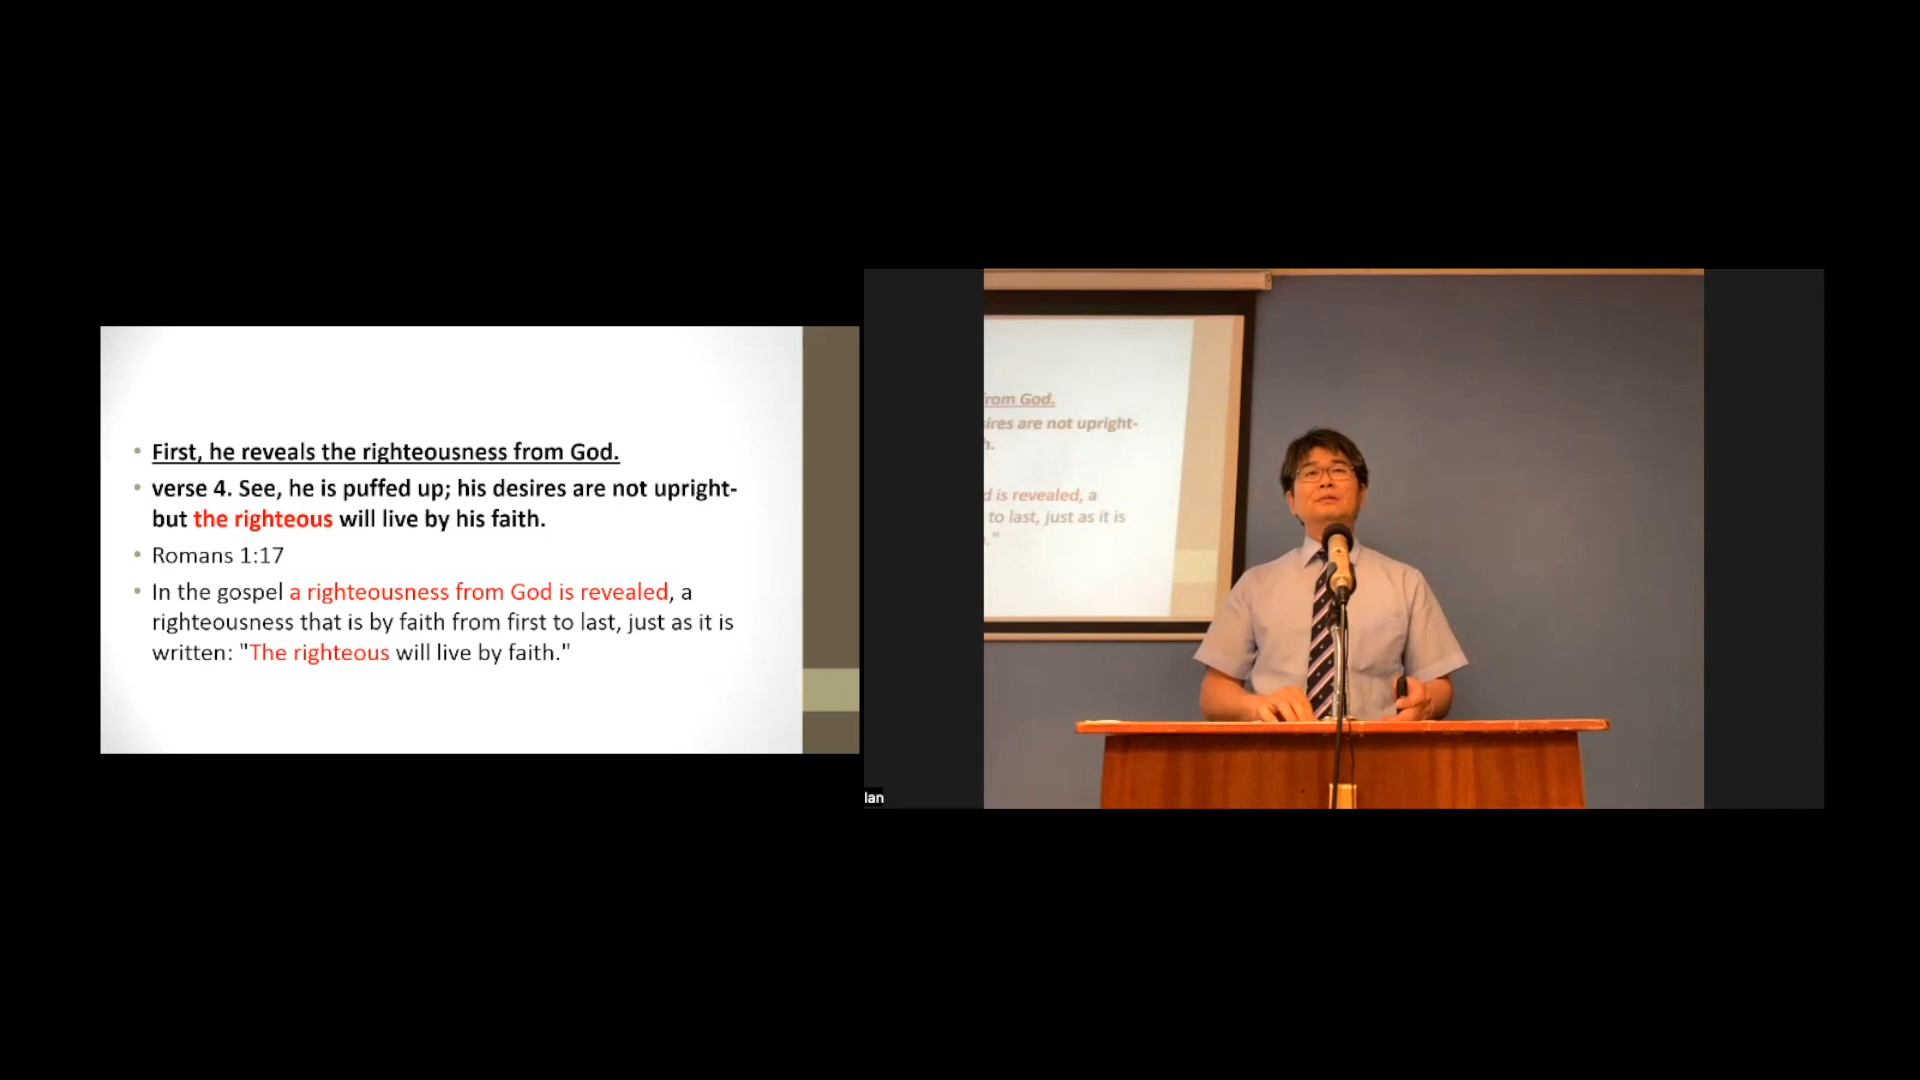 First, he reveals the righteousness from God.
verse 4. See, he is puffed up; his desires are not upright-
but the righteous will live by his faith.
Romans 1:17
In the gospel a righteousness from God is revealed, a
righteousness that is by faith from first to last, just as it is
written: "The righteous will live by faith."
from God.
ires are not upright-
h.
d is revealed, a
to last, just as it is
."
lan